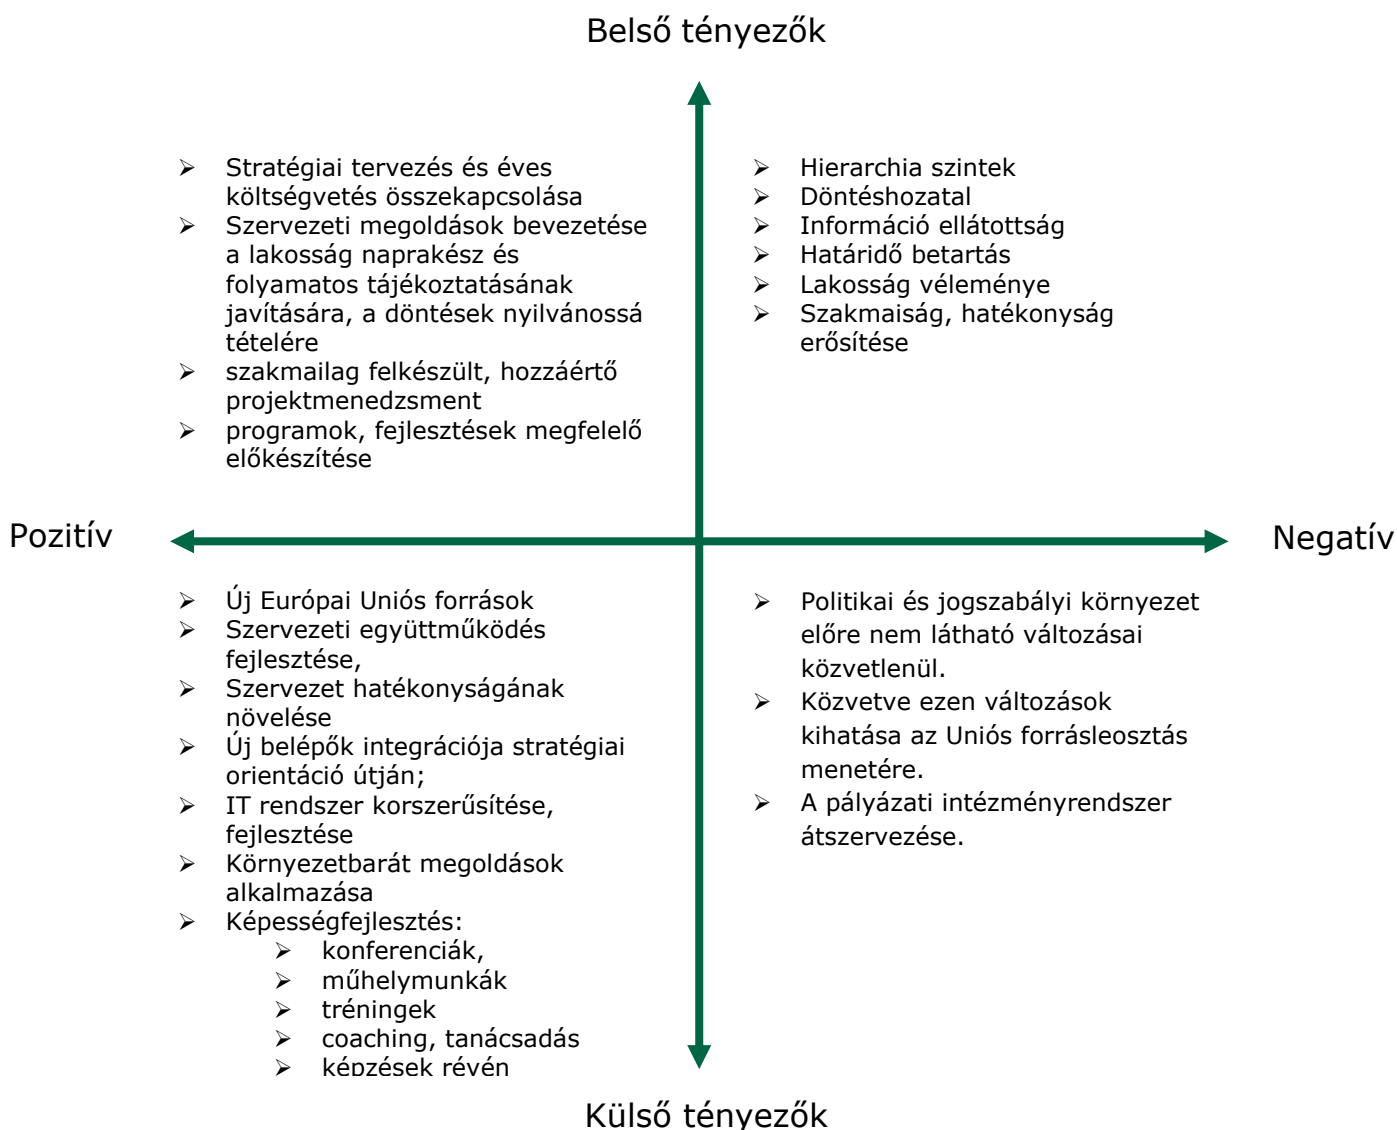 Belső tényezők
➢ Stratégiai tervezés és éves
költségvetés összekapcsolása
➢ Szervezeti megoldások bevezetése
a lakosság naprakész és
folyamatos tájékoztatásának
javítására, a döntések nyilvánossá
tételére
➢ szakmailag felkészült, hozzáértő
projektmenedzsment
➢ programok, fejlesztések megfelelő
előkészítése
➢ Hierarchia szintek
➢ Döntéshozatal
➢ Információ ellátottság
➢ Határidő betartás
➢ Lakosság véleménye
➢ Szakmaiság, hatékonyság
erősítése
Pozitív
Negatív
➢ Új Európai Uniós források
➢ Szervezeti együttműködés
fejlesztése,
➢ Szervezet hatékonyságának
növelése
➢ Új belépők integrációja stratégiai
orientáció útján;
➢ IT rendszer korszerűsítése,
fejlesztése
➢ Környezetbarát megoldások
alkalmazása
➢ Képességfejlesztés:
➢ konferenciák,
➢ műhelymunkák
➢ tréningek
➢ coaching, tanácsadás
➢ képzések révén
➢ Politikai és jogszabályi környezet
előre nem látható változásai
közvetlenül.
➢ Közvetve ezen változások
kihatása az Uniós forrásleosztás
menetére.
➢ A pályázati intézményrendszer
átszervezése.
Külső tényezők